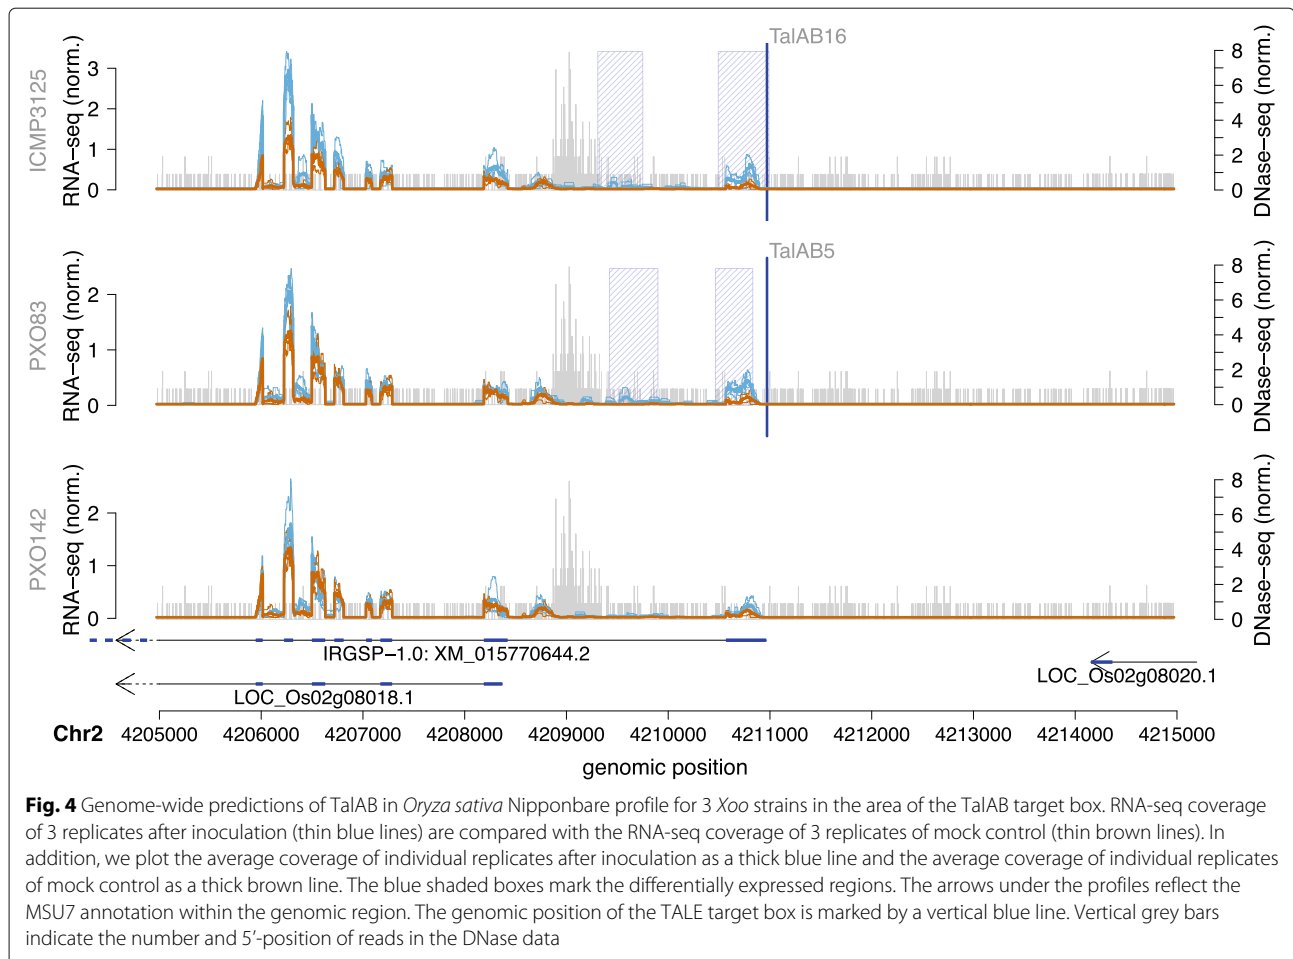 TalAB16
ICMP3125
RNA−seq (norm.)
0 1 2 3
0 2 4 6 8
DNase−seq (norm.)
TalAB5
PXO83
RNA−seq (norm.)
0 1 2
0 2 4 6 8
DNase−seq (norm.)
PXO142
RNA−seq (norm.)
0 1 2
0 2 4 6 8
DNase−seq (norm.)
IRGSP−1.0: XM_015770644.2
LOC_Os02g08020.1
LOC_Os02g08018.1
Chr2 4205000 4206000 4207000 4208000 4209000 4210000 4211000 4212000 4213000 4214000 4215000
genomic position
Fig. 4 Genome-wide predictions of TalAB in Oryza sativa Nipponbare profile for 3 Xoo strains in the area of the TalAB target box. RNA-seq coverage
of 3 replicates after inoculation (thin blue lines) are compared with the RNA-seq coverage of 3 replicates of mock control (thin brown lines). In
addition, we plot the average coverage of individual replicates after inoculation as a thick blue line and the average coverage of individual replicates
of mock control as a thick brown line. The blue shaded boxes mark the differentially expressed regions. The arrows under the profiles reflect the
MSU7 annotation within the genomic region. The genomic position of the TALE target box is marked by a vertical blue line. Vertical grey bars
indicate the number and 5’-position of reads in the DNase data